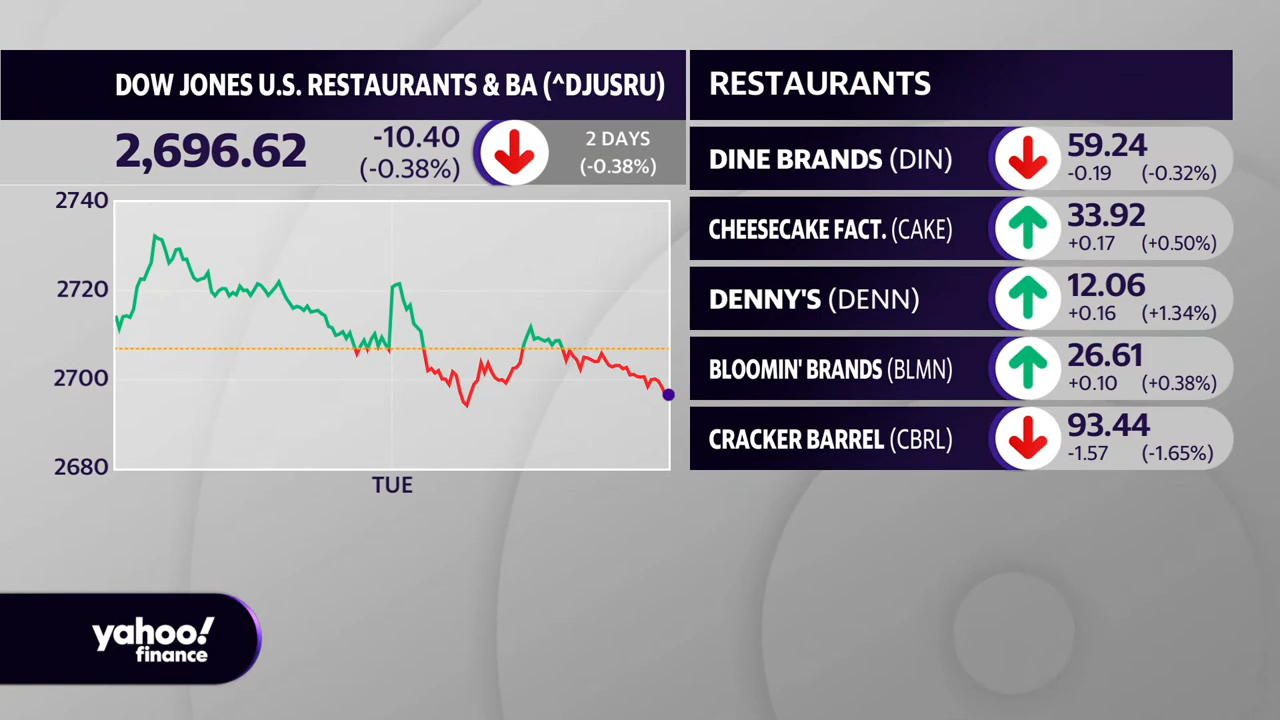 DOW JONES U.S. RESTAURANTS & BA (^DJUSRU)
2,696.62
-10.40
(-0.38%)
2 DAYS
(-0.38%)
2740
2720
2700
2680
TUE
RESTAURANTS
DINE BRANDS (DIN)
59.24
-0.19 (-0.32%)
CHEESECAKE FACT. (CAKE)
33.92
+0.17 (+0.50%)
DENNY'S (DENN)
12.06
+0.16 (+1.34%)
BLOOMIN' BRANDS (BLMN)
26.61
+0.10 (+0.38%)
CRACKER BARREL (CBRL)
93.44
-1.57 (-1.65%)
yahoo!
finance